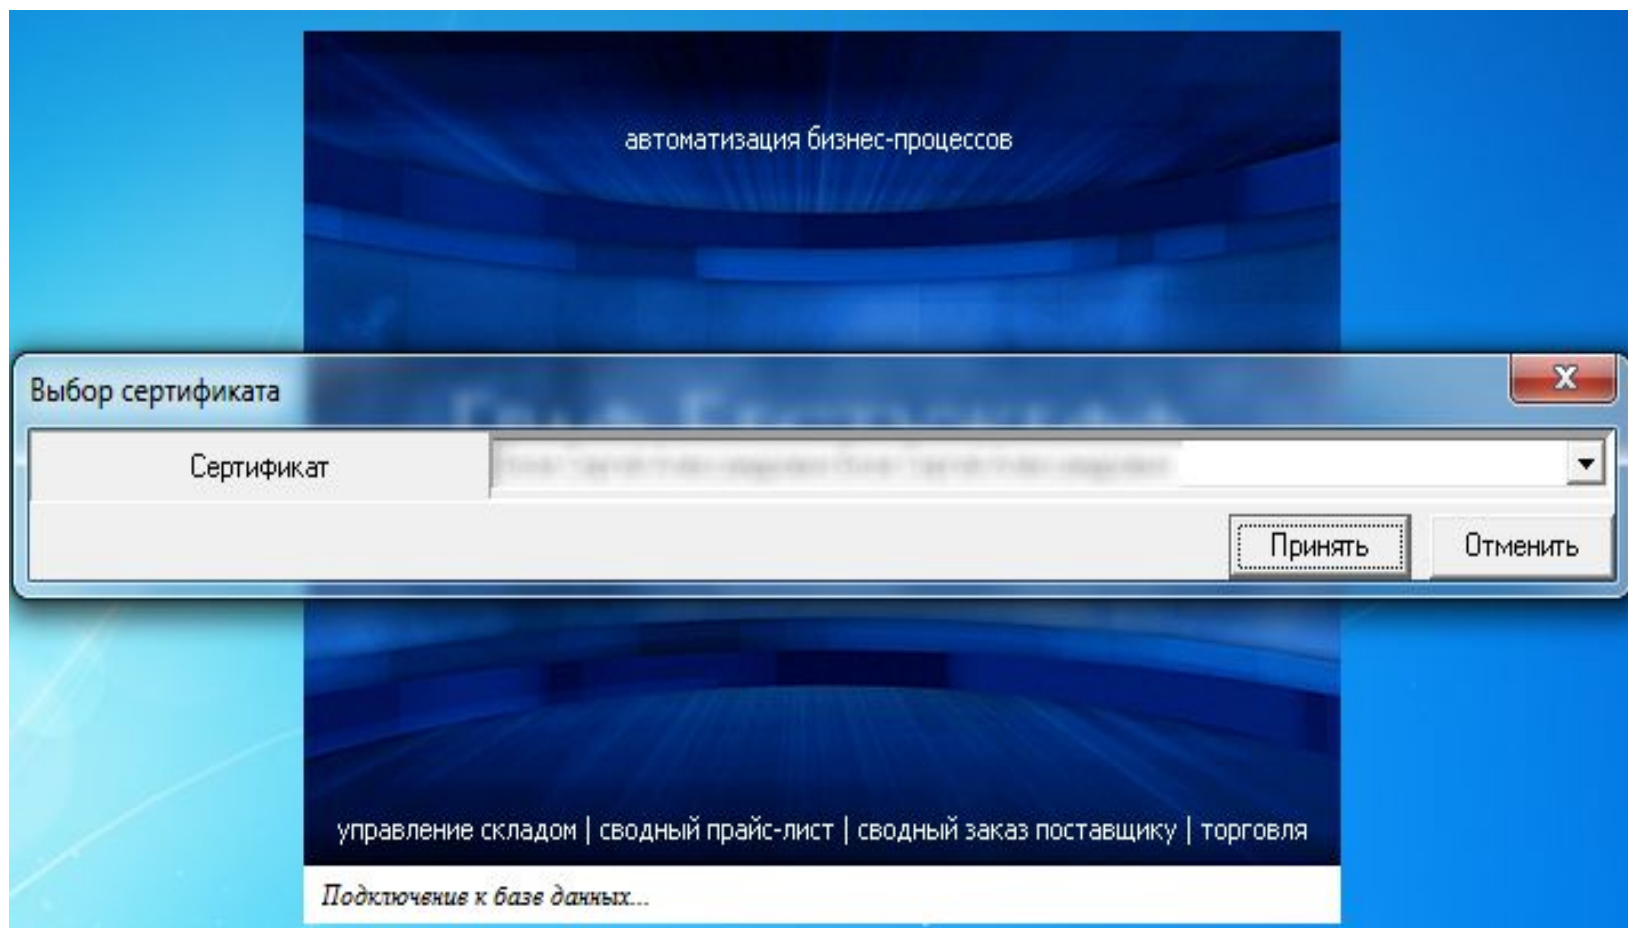 автоматизация бизнес-процессов
Выбор сертификата
Сертификат
Принять
Отменить
управление складом | сводный прайс-лист | сводный заказ поставщику | торговля
Подключение к базе данных...